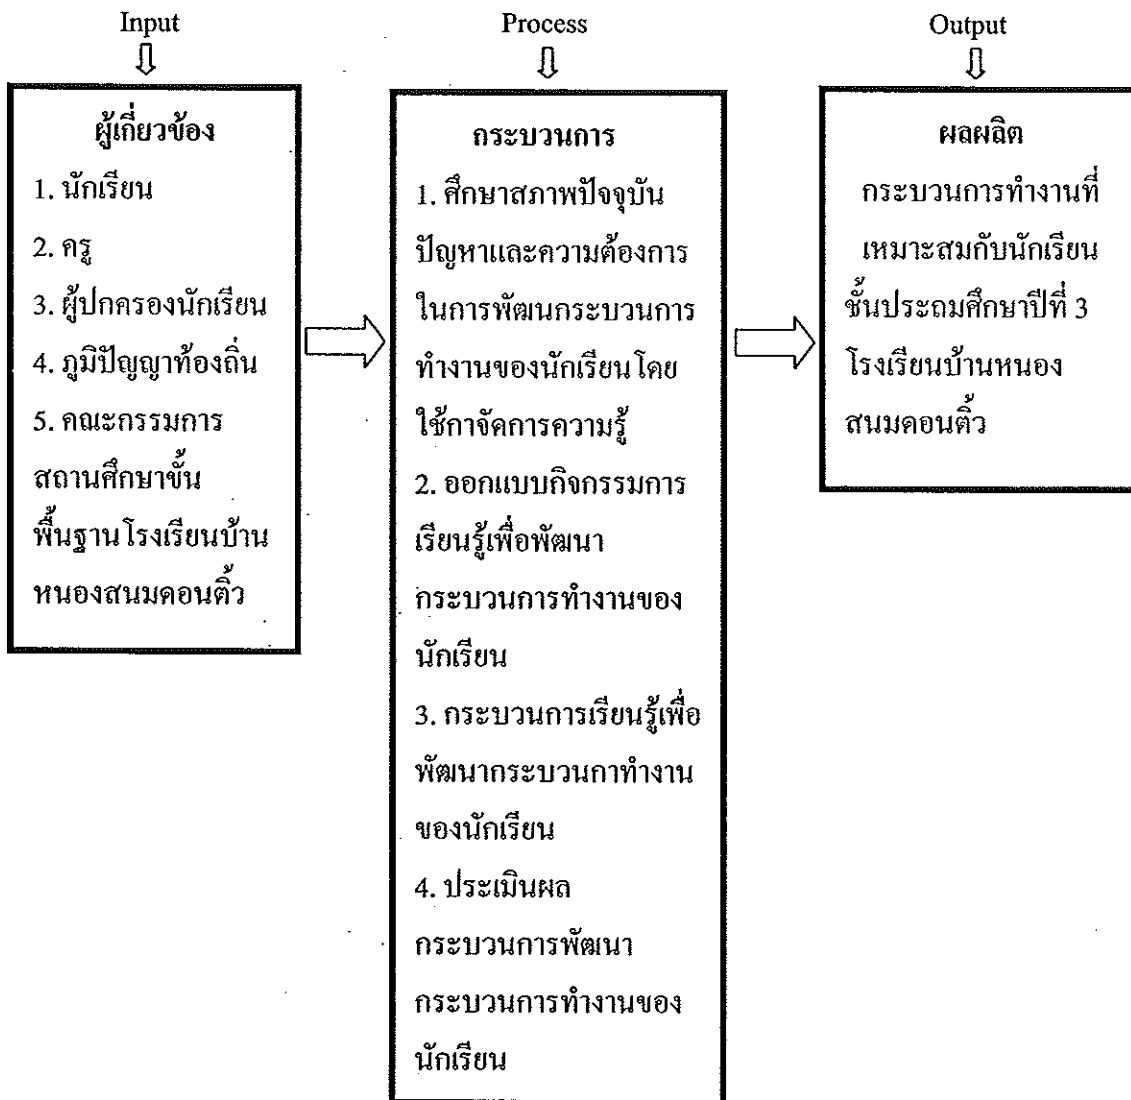 Input
ผู้เกี่ยวข้อง
1. นักเรียน
2. ครู
3. ผู้ปกครองนักเรียน
4. ภูมิปัญญาท้องถิ่น
5. คณะกรรมการ
สถานศึกษาขั้น
พื้นฐานโรงเรียนบ้าน
หนองสนมดอนติ้ว
Process
กระบวนการ
1. ศึกษาสภาพปัจจุบัน
ปัญหาและความต้องการ
ในการพัฒนกระบวนการ
ทำงานของนักเรียนโดย
ใช้กาจัดการความรู้
2. ออกแบบกิจกรรมการ
เรียนรู้เพื่อพัฒนา
กระบวนการทำงานของ
นักเรียน
3. กระบวนการเรียนรู้เพื่อ
พัฒนากระบวนกาทำงาน
ของนักเรียน
4. ประเมินผล
กระบวนการพัฒนา
กระบวนการทำงานของ
นักเรียน
Output
ผลผลิต
กระบวนการทำงานที่
เหมาะสมกับนักเรียน
ชั้นประถมศึกษาปีที่ 3
โรงเรียนบ้านหนอง
สนมดอนติ้ว